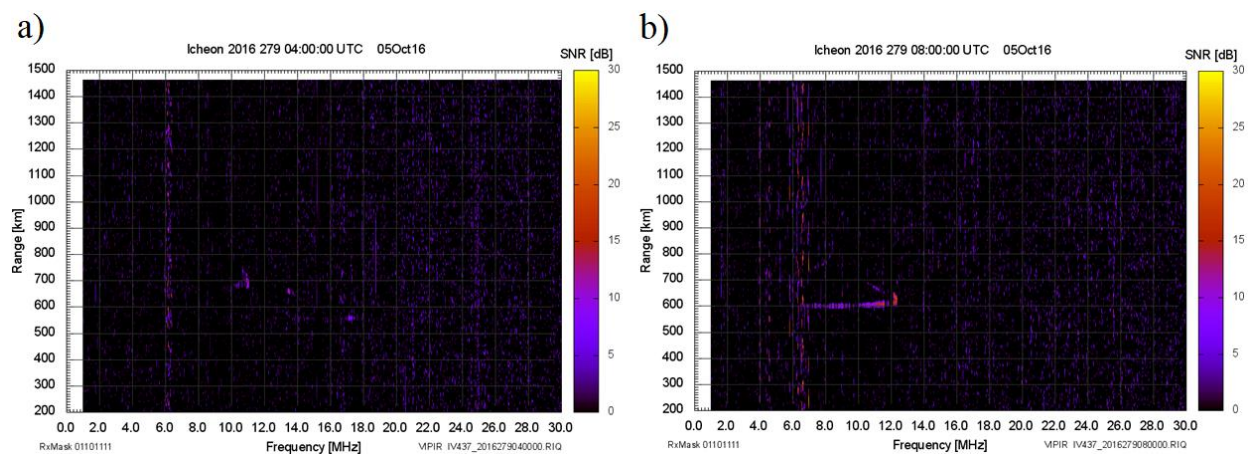 a)
Icheon 2016 279 04:00:00 UTC 05Oct16
SNR [dB]
1500
1400
1300
1200
1100
1000
900
800
700
600
500
400
300
200
Range [km]
30
25
20
15
10
5
0
0.0 2.0 4.0 6.0 8.0 10.0 12.0 14.0 16.0 18.0 20.0 22.0 24.0 26.0 28.0 30.0
RxMask 01101111
Frequency [MHz]
VIPIR IV437_2016279040000.RIQ
b)
Icheon 2016 279 08:00:00 UTC 05Oct16
SNR [dB]
1500
1400
1300
1200
1100
1000
900
800
700
600
500
400
300
200
Range [km]
30
25
20
15
10
5
0
0.0 2.0 4.0 6.0 8.0 10.0 12.0 14.0 16.0 18.0 20.0 22.0 24.0 26.0 28.0 30.0
RxMask 01101111
Frequency [MHz]
VIPIR IV437_2016279080000.RIQ